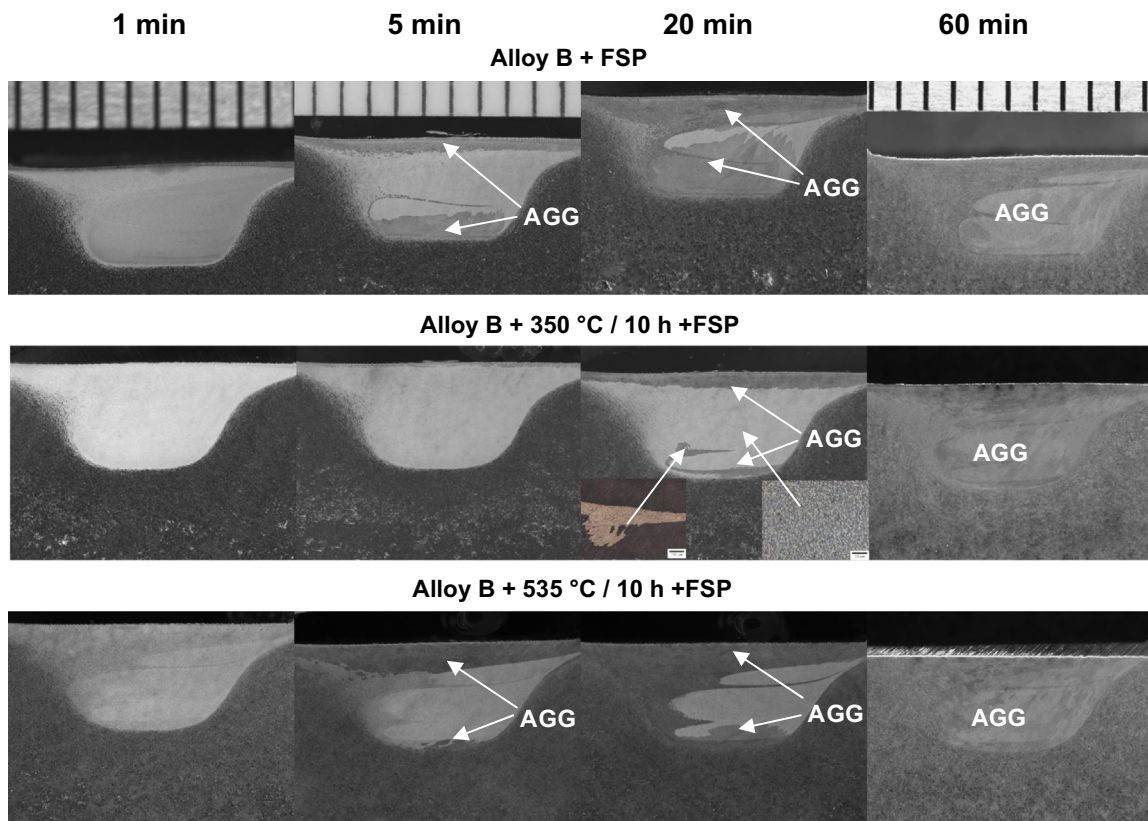 1 min 5 min 20 min 60 min
Alloy B + FSP
AGG
AGG
AGG
Alloy B + 350 °C / 10 h +FSP
AGG
AGG
Alloy B + 535 °C / 10 h +FSP
AGG
AGG
AGG